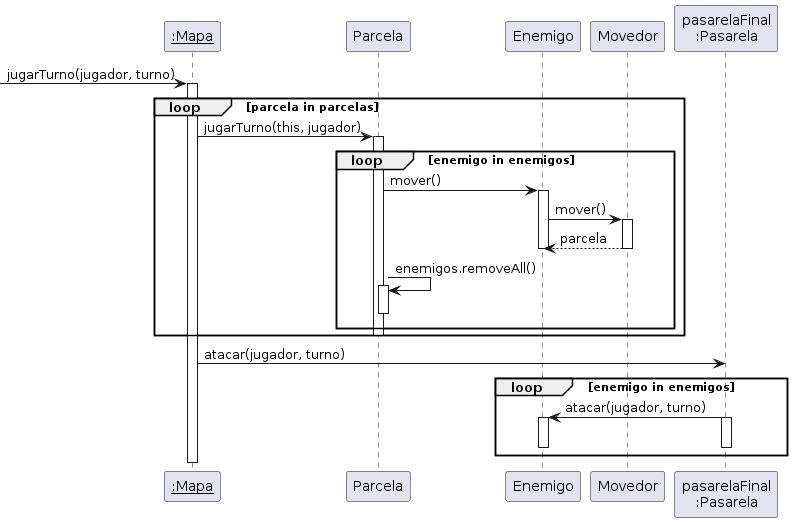 :Mapa
Parcela
Enemigo
Movedor
pasarelaFinal
:Pasarela
jugarTurno(jugador, turno)
loop
[parcela in parcelas]
jugarTurno(this, jugador)
loop
[enemigo in enemigos]
mover()
mover()
parcela
enemigos.removeAll()
atacar(jugador, turno)
loop
[enemigo in enemigos]
atacar(jugador, turno)
:Mapa
Parcela
Enemigo
Movedor
pasarelaFinal
:Pasarela